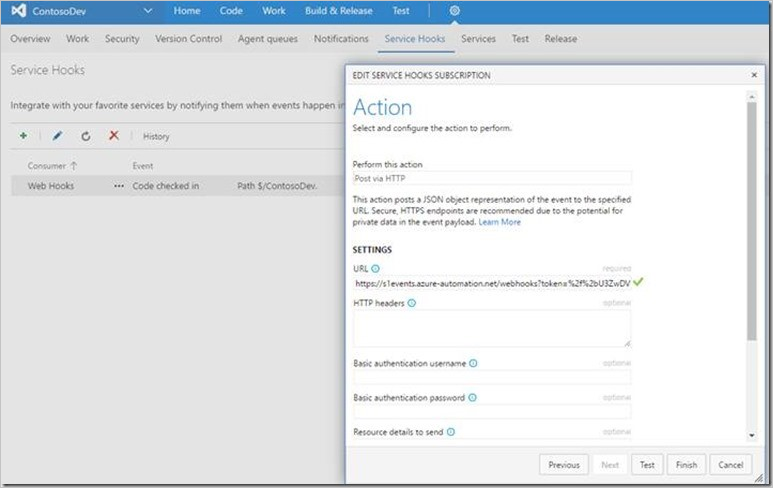 ContosoDev Home Code Work Build & Release Test
Overview Work Security Version Control Agent queues Notifications Service Hooks Services Test Release
Service Hooks
Integrate with your favorite services by notifying them when events happen in
History
Consumer Event
Web Hooks Code checked in Path $/ContosoDev.
EDIT SERVICE HOOKS SUBSCRIPTION
Action
Select and configure the action to perform.
Perform this action
Post via HTTP
This action posts a JSON object representation of the event to the specified
URL. Secure, HTTPS endpoints are recommended due to the potential for
private data in the event payload. Learn More
SETTINGS
URL required
https://s1events.azure-automation.net/webhooks?token=%2f%2bU3ZwDV
HTTP headers optional
Basic authentication username optional
Basic authentication password optional
Resource details to send optional
Previous Next Test Finish Cancel